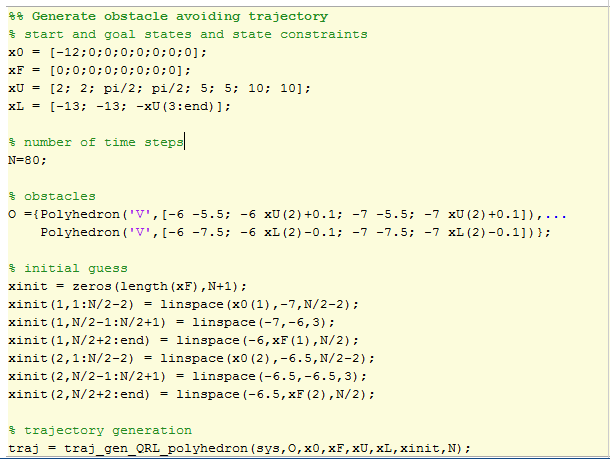 %% Generate obstacle avoiding trajectory
% start and goal states and state constraints
x0 = [-12;0;0;0;0;0;0;0];
xF = [0;0;0;0;0;0;0;0];
xU = [2; 2; pi/2; pi/2; 5; 5; 10; 10];
xL = [-13; -13; -xU(3:end)];
% number of time steps
N=80;
% obstacles
O ={Polyhedron('V',[-6 -5.5; -6 xU(2)+0.1; -7 -5.5; -7 xU(2)+0.1]),...
Polyhedron('V',[-6 -7.5; -6 xL(2)-0.1; -7 -7.5; -7 xL(2)-0.1])};
% initial guess
xinit = zeros(length(xF),N+1);
xinit(1,1:N/2-2) = linspace(x0(1),-7,N/2-2);
xinit(1,N/2-1:N/2+1) = linspace(-7,-6,3);
xinit(1,N/2+2:end) = linspace(-6,xF(1),N/2);
xinit(2,1:N/2-2) = linspace(x0(2),-6.5,N/2-2);
xinit(2,N/2-1:N/2+1) = linspace(-6.5,-6.5,3);
xinit(2,N/2+2:end) = linspace(-6.5,xF(2),N/2);
% trajectory generation
traj = traj_gen_QRL_polyhedron(sys,O,x0,xF,xU,xL,xinit,N);